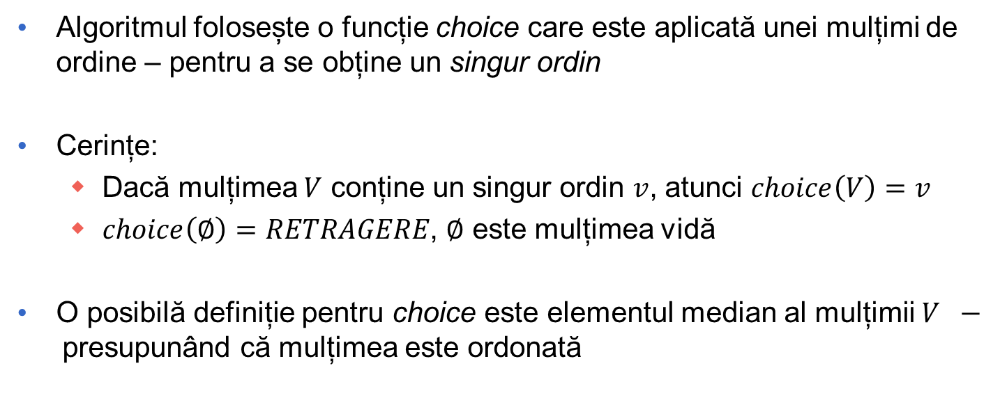 • Algoritmul folosește o funcție choice care este aplicată unei mulțimi de
ordine – pentru a se obține un singur ordin
• Cerințe:
◆ Dacă mulțimea 𝑉 conține un singur ordin 𝑣, atunci 𝑐ℎ𝑜𝑖𝑐𝑒(𝑉) = 𝑣
◆ 𝑐ℎ𝑜𝑖𝑐𝑒(∅) = 𝑅𝐸𝑇𝑅𝐴𝐺𝐸𝑅𝐸, ∅ este mulțimea vidă
• O posibilă definiție pentru choice este elementul median al mulțimii 𝑉 –
presupunând că mulțimea este ordonată